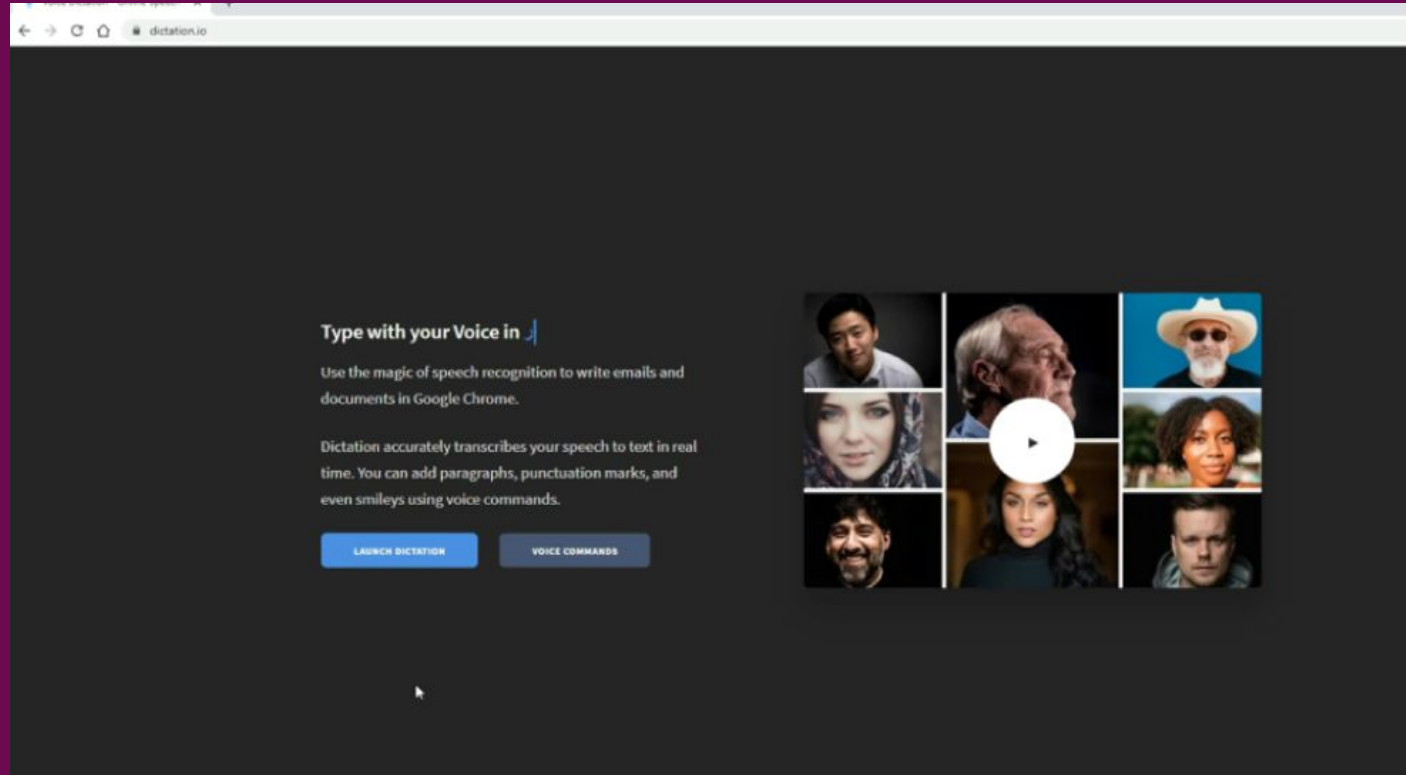 dictation.io
Type with your Voice in
Use the magic of speech recognition to write emails and
documents in Google Chrome.
Dictation accurately transcribes your speech to text in real
time. You can add paragraphs, punctuation marks, and
even smileys using voice commands.
LAUNCH DICTATION
VOICE COMMANDS